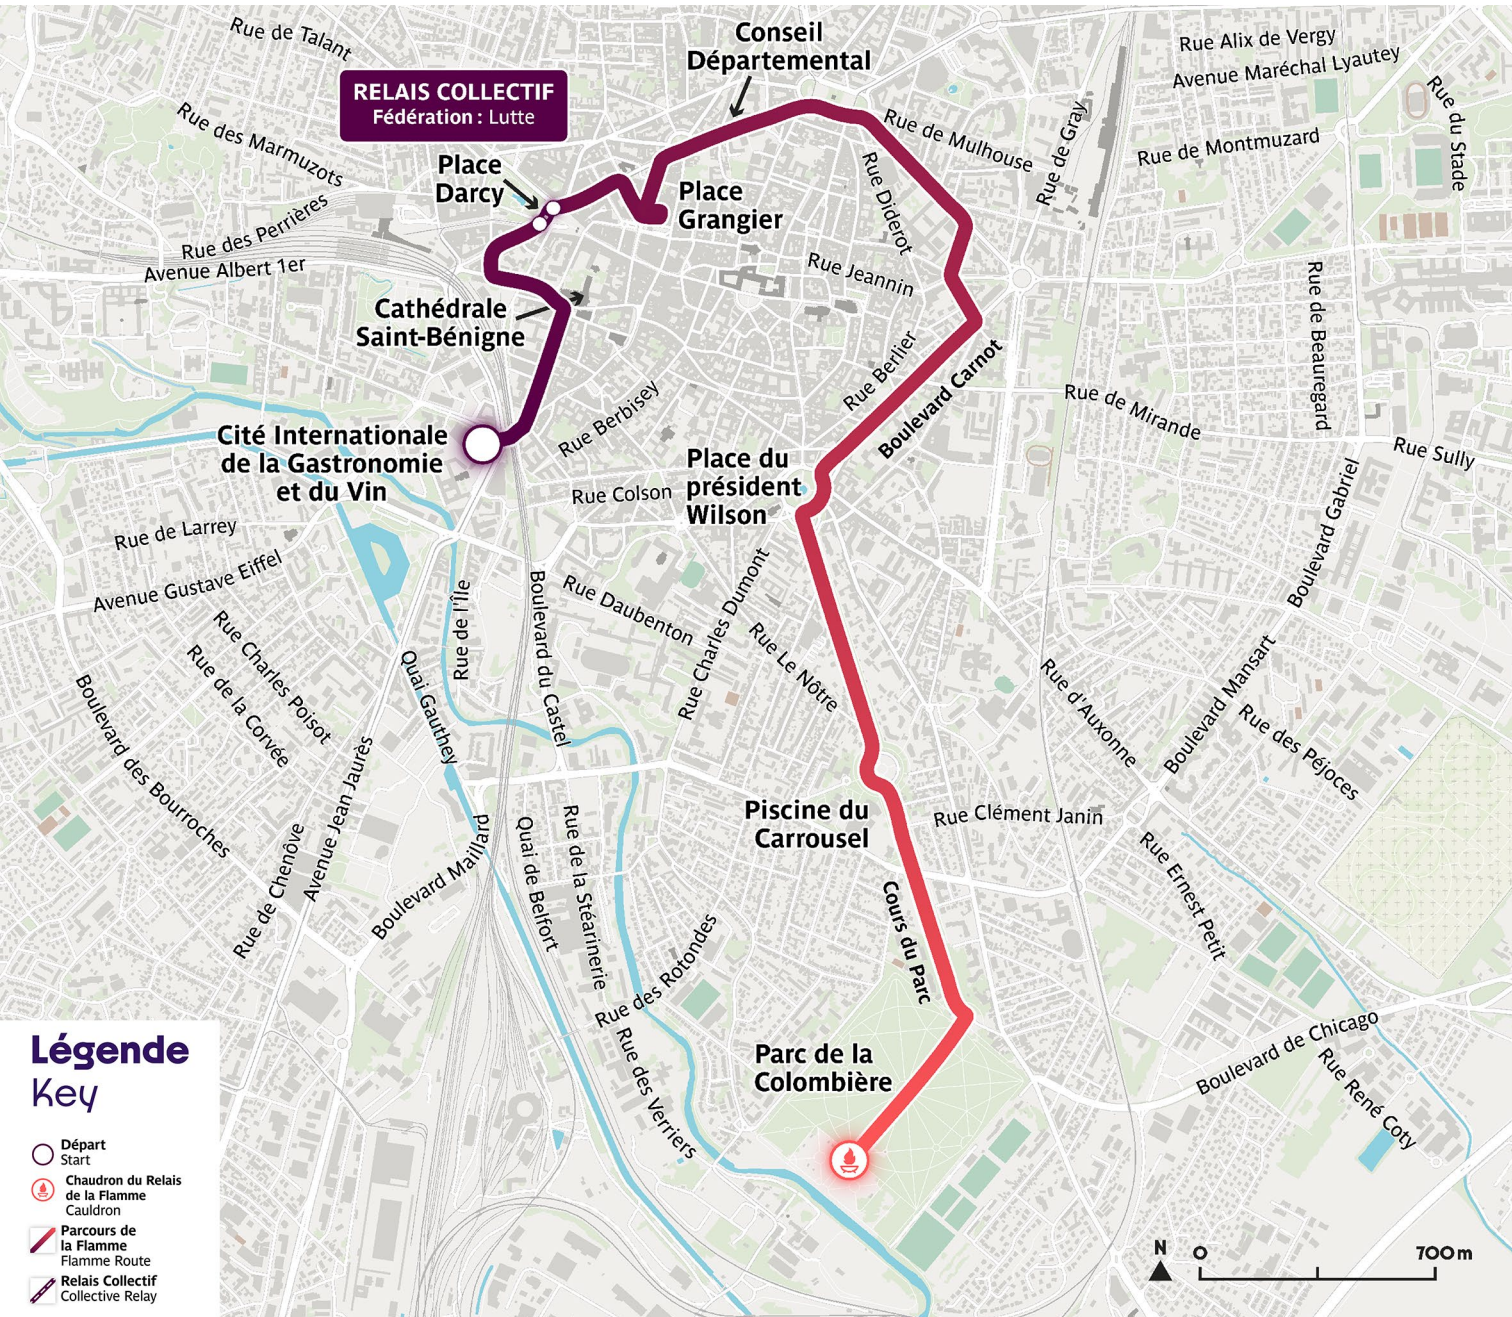 Conseil
Départemental
Rue de Talant
Rue Alix de Vergy
Avenue Maréchal Lyautey
Rue du Stade
RELAIS COLLECTIF
Fédération : Lutte
Rue des Marmuzots
Rue de Mulhouse
Rue de Gray
Rue de Montmuzard
Place
Darcy
Place
Grangier
Rue Diderot
Rue des Perrières
Avenue Albert 1er
Rue Jeannin
Rue de Beauregard
Cathédrale
Saint-Bénigne
Rue Berlier
Boulevard Carnot
Rue Berbisey
Rue de Mirande
Rue Sully
Cité Internationale
de la Gastronomie
et du Vin
Place du
président
Wilson
Rue Colson
Boulevard Gabriel
Rue de Larrey
Avenue Gustave Eiffel
Rue de l'Île
Boulevard du Castel
Rue Daubenton
Rue Charles Dumont
Rue Le Nôtre
Rue Charles Poisot
Rue de la Corvée
Quai Gauthey
Boulevard des Bourroches
Rue d'Auxonne
Boulevard Mansart
Rue des Péjoces
Avenue Jean Jaurès
Rue de Chenôve
Boulevard Maillard
Quai de Belfort
Rue de la Stéarinerie
Piscine du
Carrousel
Rue Clément Janin
Rue Ernest Petit
Cours du Parc
Rue des Rotondes
Rue des Verriers
Parc de la
Colombière
Boulevard de Chicago
Rue René Coty
Légende
Key
Départ
Start
Chaudron du Relais
de la Flamme
Cauldron
Parcours de
la Flamme
Flamme Route
Relais Collectif
Collective Relay
N
0
700m